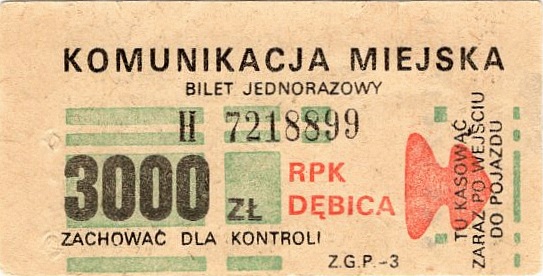 KOMUNIKACJA MIEJSKA
BILET JEDNORAZOWY
H 7218899
3000 ZŁ
RPK
DĘBICA
ZACHOWAĆ DLA KONTROLI
Z.G.P.-3
TU KASOWAĆ
ZARAZ PO WEJŚCIU
DO POJAZDU